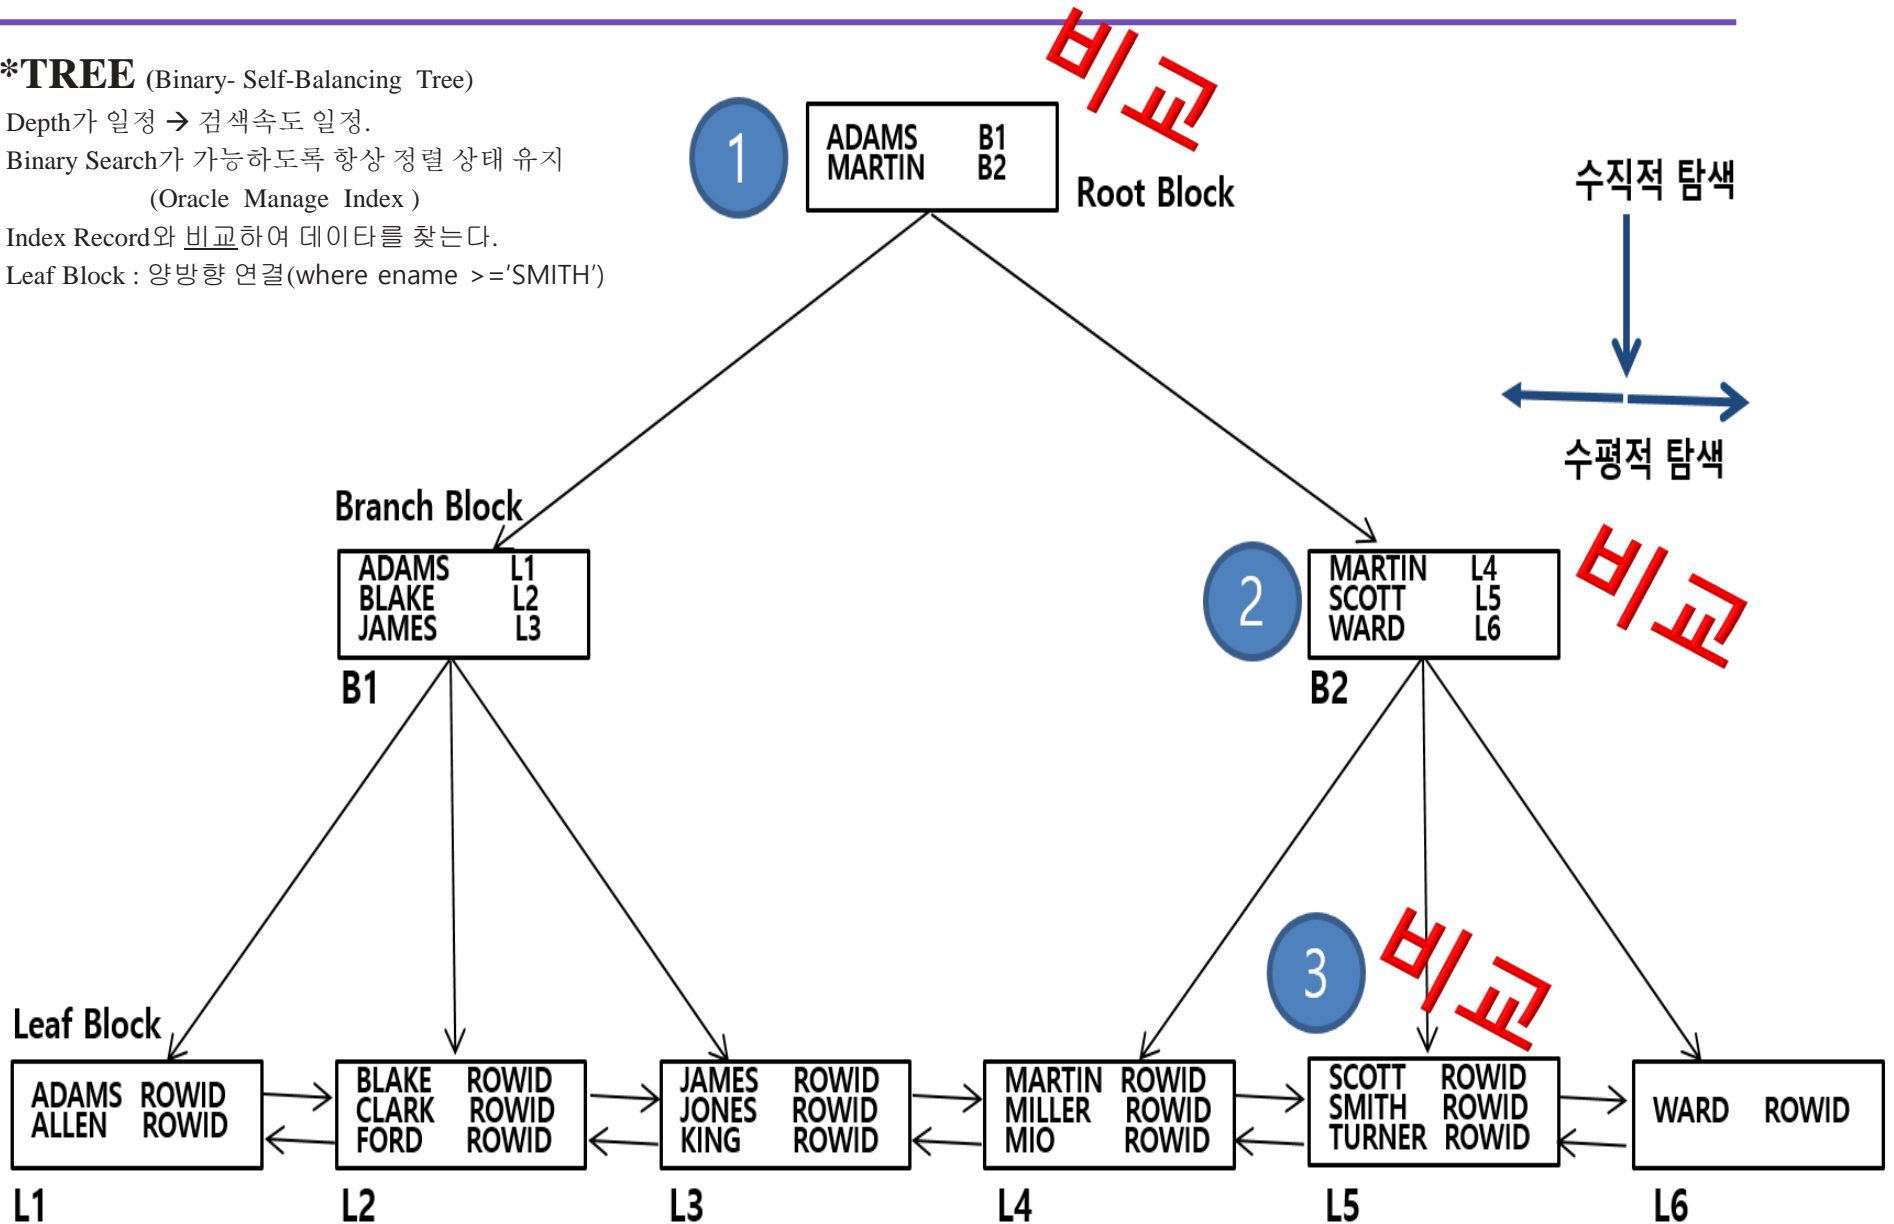 *TREE (Binary- Self-Balancing Tree)
Depth가 일정 → 검색속도 일정.
Binary Search가 가능하도록 항상 정렬 상태 유지
(Oracle Manage Index )
Index Record와 비교하여 데이타를 찾는다.
Leaf Block : 양방향 연결(where ename >='SMITH')
비교
1
ADAMS B1
MARTIN B2
Root Block
수직적 탐색
수평적 탐색
Branch Block
ADAMS L1
BLAKE L2
JAMES L3
B1
2
MARTIN L4
SCOTT L5
WARD L6
B2
비교
3
비교
Leaf Block
ADAMS ROWID
ALLEN ROWID
L1
BLAKE ROWID
CLARK ROWID
FORD ROWID
L2
JAMES ROWID
JONES ROWID
KING ROWID
L3
MARTIN ROWID
MILLER ROWID
MIO ROWID
L4
SCOTT ROWID
SMITH ROWID
TURNER ROWID
L5
WARD ROWID
L6